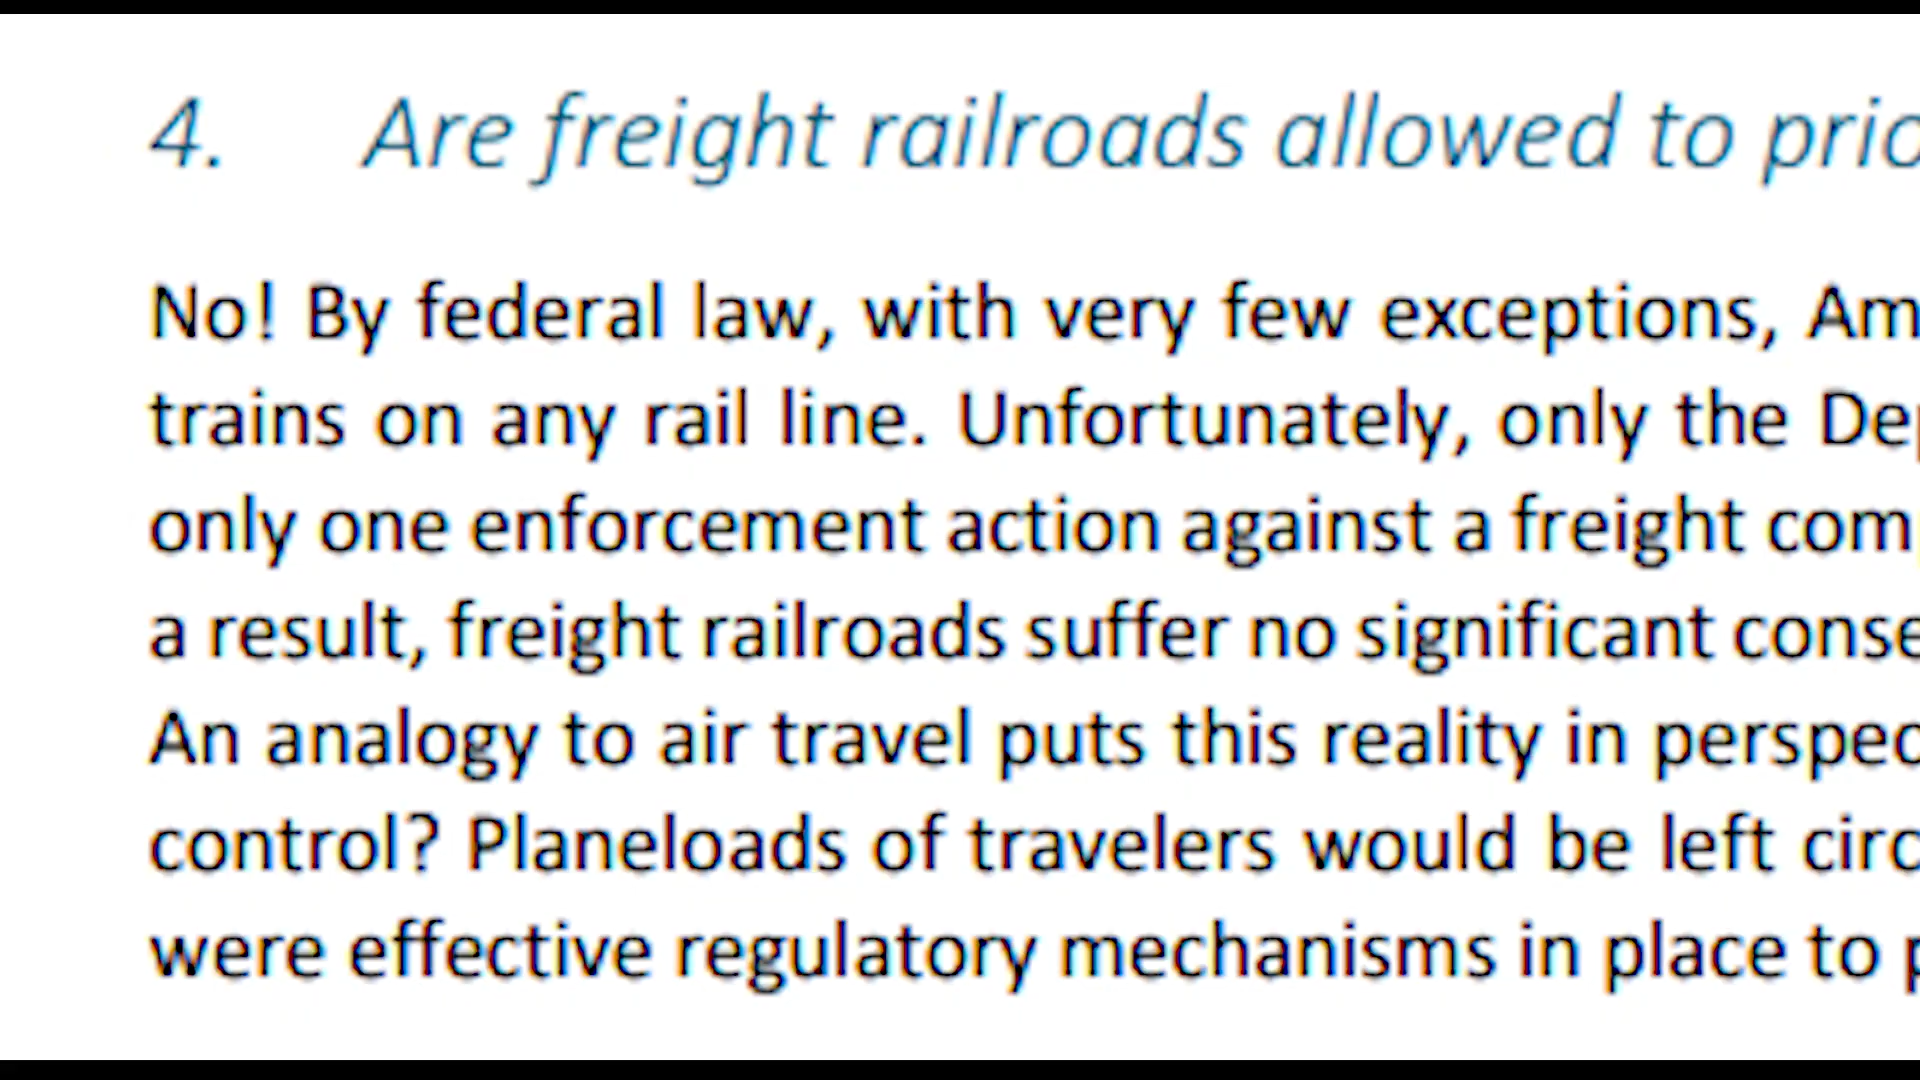 4. Are freight railroads allowed to prio
No! By federal law, with very few exceptions, Am
trains on any rail line. Unfortunately, only the Dep
only one enforcement action against a freight com
a result, freight railroads suffer no significant conse
An analogy to air travel puts this reality in perspec
control? Planeloads of travelers would be left circ
were effective regulatory mechanisms in place to p